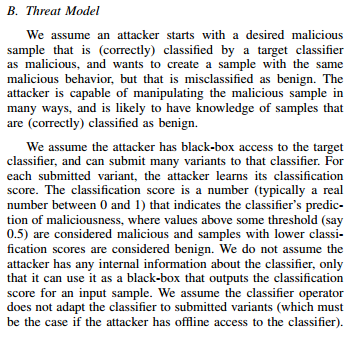 B. Threat Model
We assume an attacker starts with a desired malicious
sample that is (correctly) classified by a target classifier
as malicious, and wants to create a sample with the same
malicious behavior, but that is misclassified as benign. The
attacker is capable of manipulating the malicious sample in
many ways, and is likely to have knowledge of samples that
are (correctly) classified as benign.
We assume the attacker has black-box access to the target
classifier, and can submit many variants to that classifier. For
each submitted variant, the attacker learns its classification
score. The classification score is a number (typically a real
number between 0 and 1) that indicates the classifier's predic-
tion of maliciousness, where values above some threshold (say
0.5) are considered malicious and samples with lower classi-
fication scores are considered benign. We do not assume the
attacker has any internal information about the classifier, only
that it can use it as a black-box that outputs the classification
score for an input sample. We assume the classifier operator
does not adapt the classifier to submitted variants (which must
be the case if the attacker has offline access to the classifier).